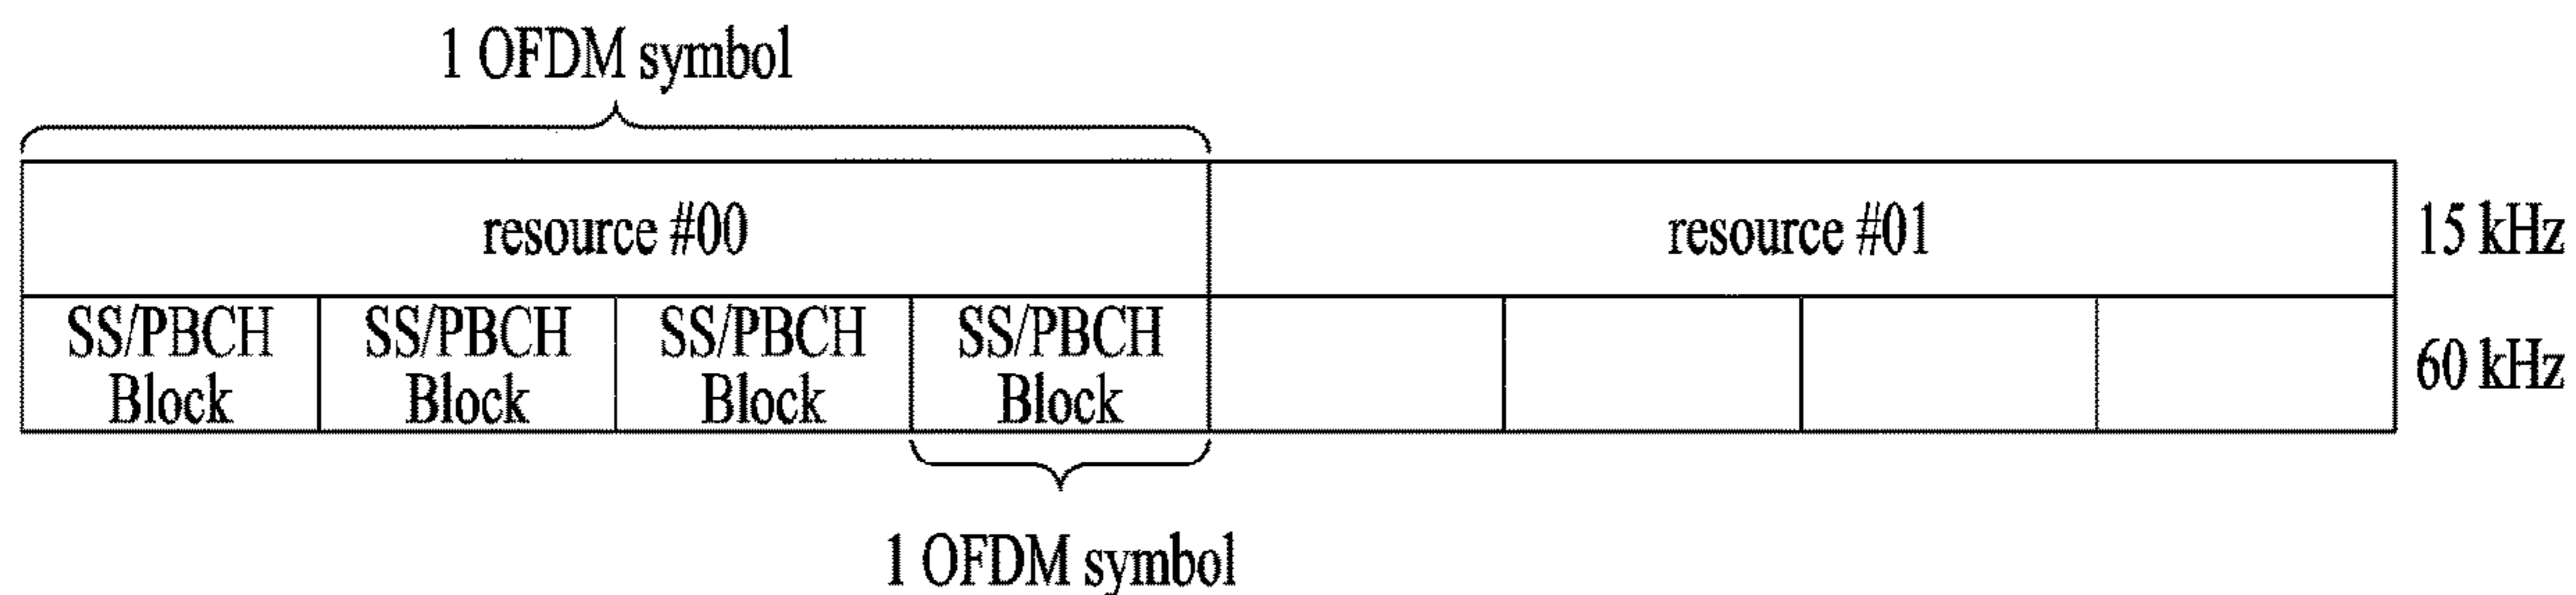 1 OFDM symbol
resource #00
resource #01
15 kHz
SS/PBCH
Block
SS/PBCH
Block
SS/PBCH
Block
SS/PBCH
Block
60 kHz
1 OFDM symbol